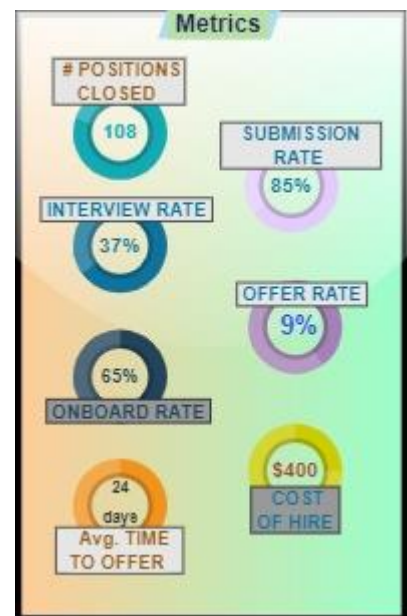 Metrics
# POSITIONS
CLOSED
108
SUBMISSION
RATE
85%
INTERVIEW RATE
37%
OFFER RATE
9%
65%
ONBOARD RATE
$400
COST
OF HIRE
24
days
Avg. TIME
TO OFFER